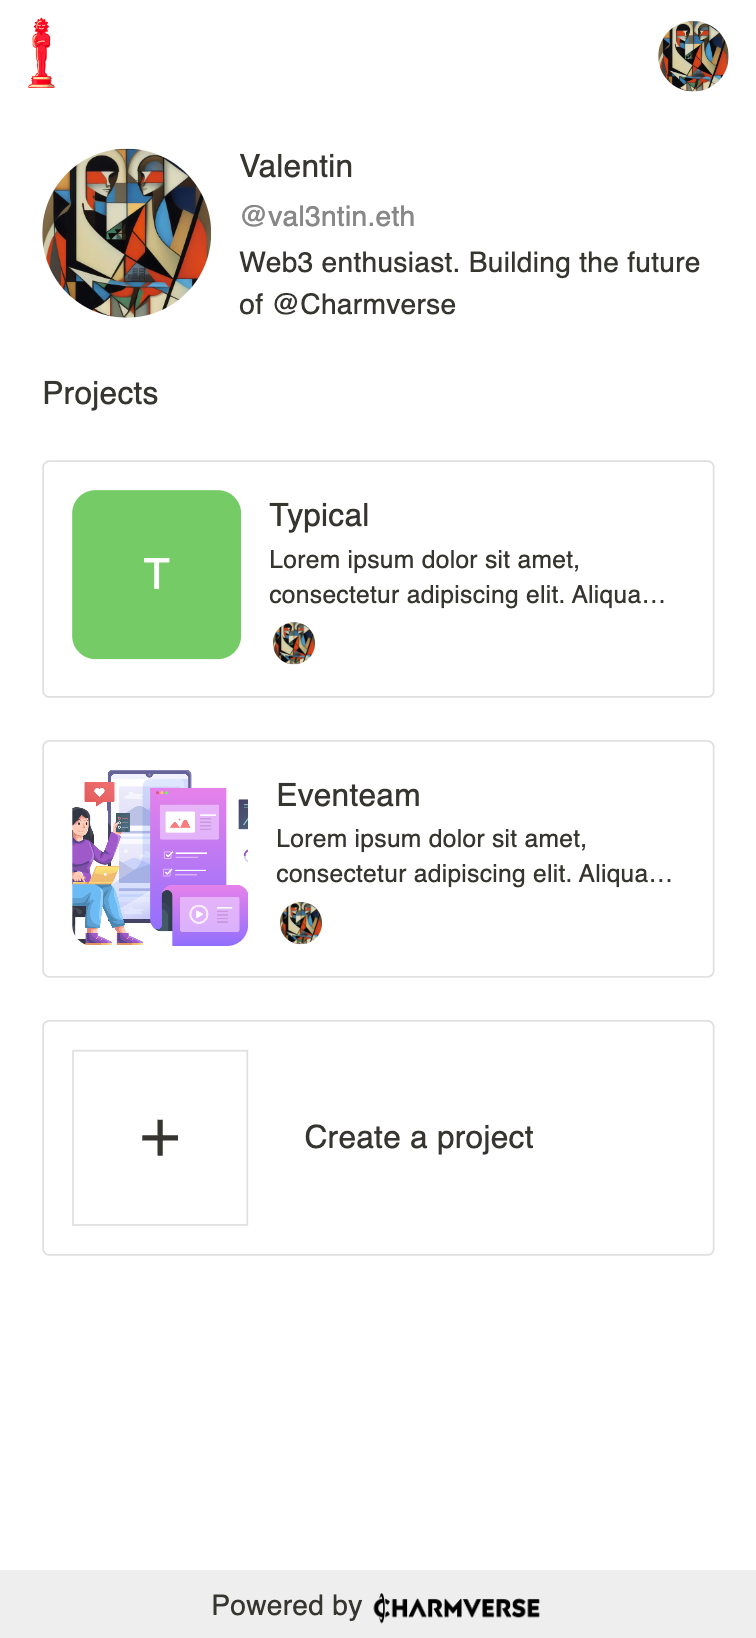 Valentin
@val3ntin.eth
Web3 enthusiast. Building the future
of @Charmverse
Projects
T
Typical
Lorem ipsum dolor sit amet,
consectetur adipiscing elit. Aliqua...
Eventeam
Lorem ipsum dolor sit amet,
consectetur adipiscing elit. Aliqua...
+
Create a project
Powered by CHARMVERSE